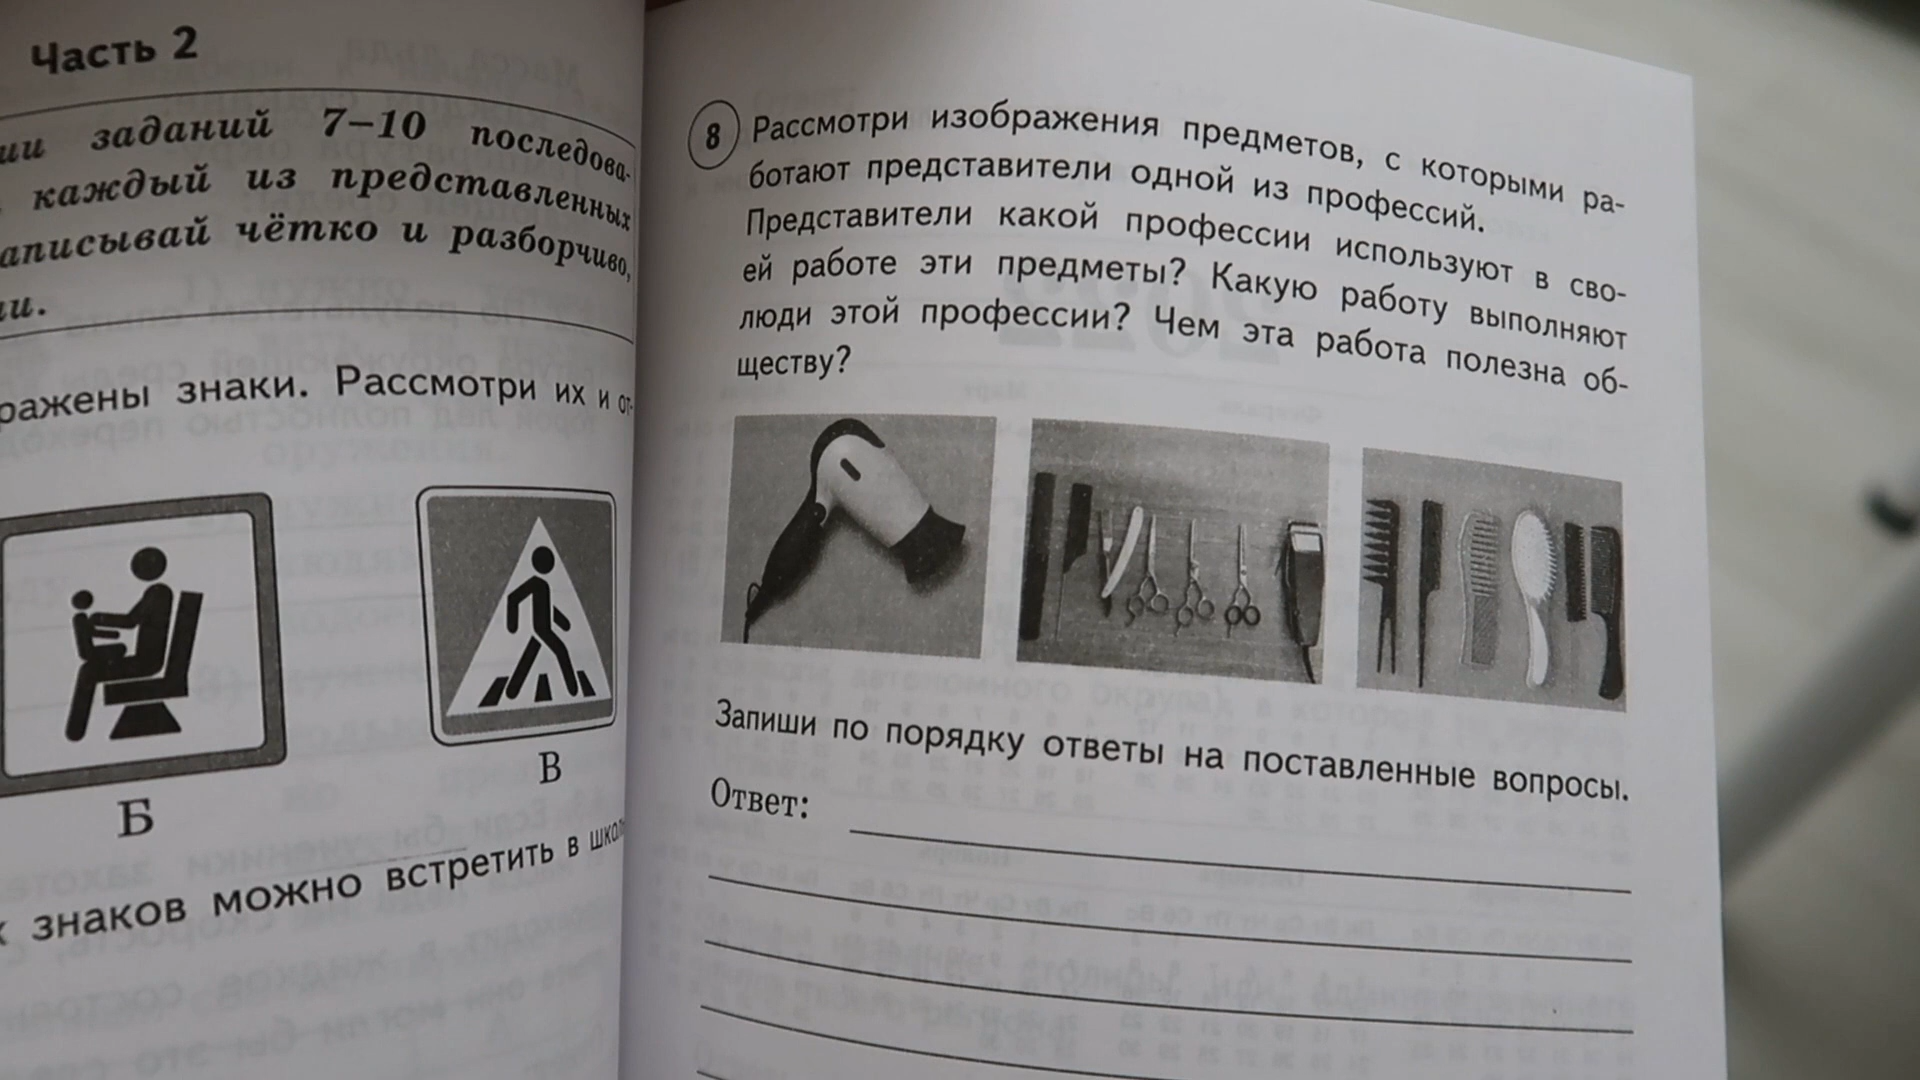 Часть 2
заданий 7–10 последова-
каждый из представленных
аписывай чётко и разборчиво,
ражены знаки. Рассмотри их и от-
Б
В
знаков можно встретить в
8 Рассмотри изображения предметов, с которыми ра-
ботают представители одной из профессий.
Представители какой профессии используют в сво-
ей работе эти предметы? Какую работу выполняют
люди этой профессии? Чем эта работа полезна об-
ществу?
Запиши по порядку ответы на поставленные вопросы.
Ответ: